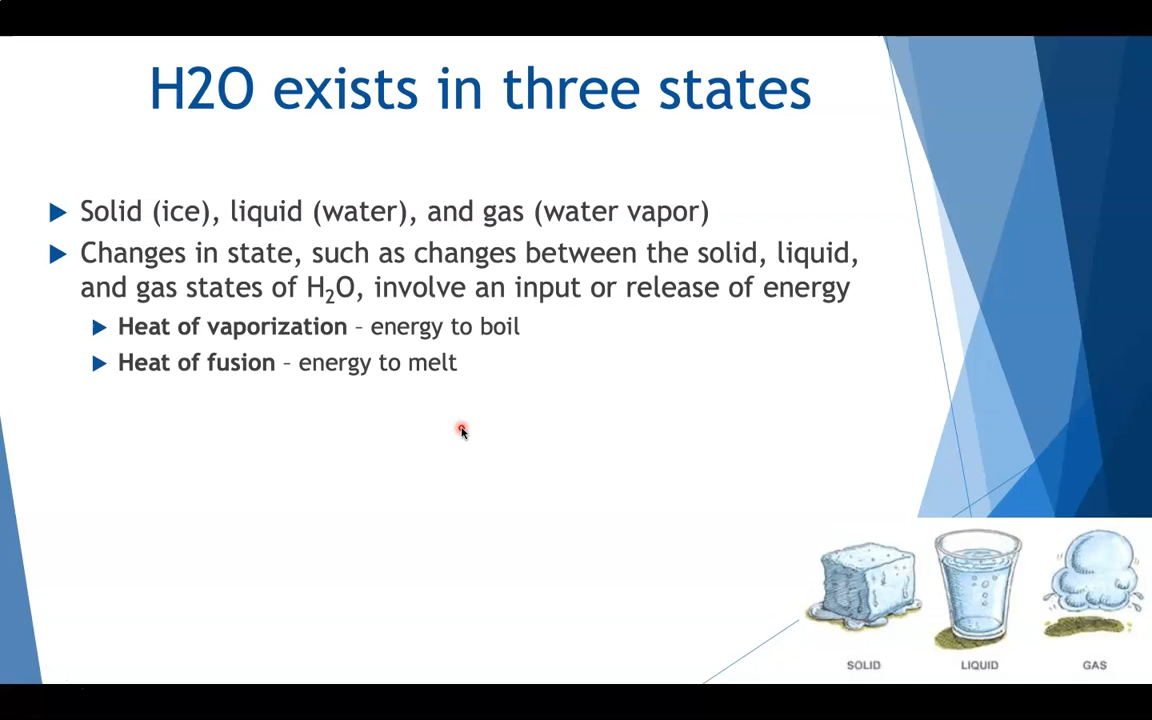 H2O exists in three states
Solid (ice), liquid (water), and gas (water vapor)
Changes in state, such as changes between the solid, liquid,
and gas states of H₂O, involve an input or release of energy
Heat of vaporization – energy to boil
Heat of fusion – energy to melt
SOLID LIQUID GAS